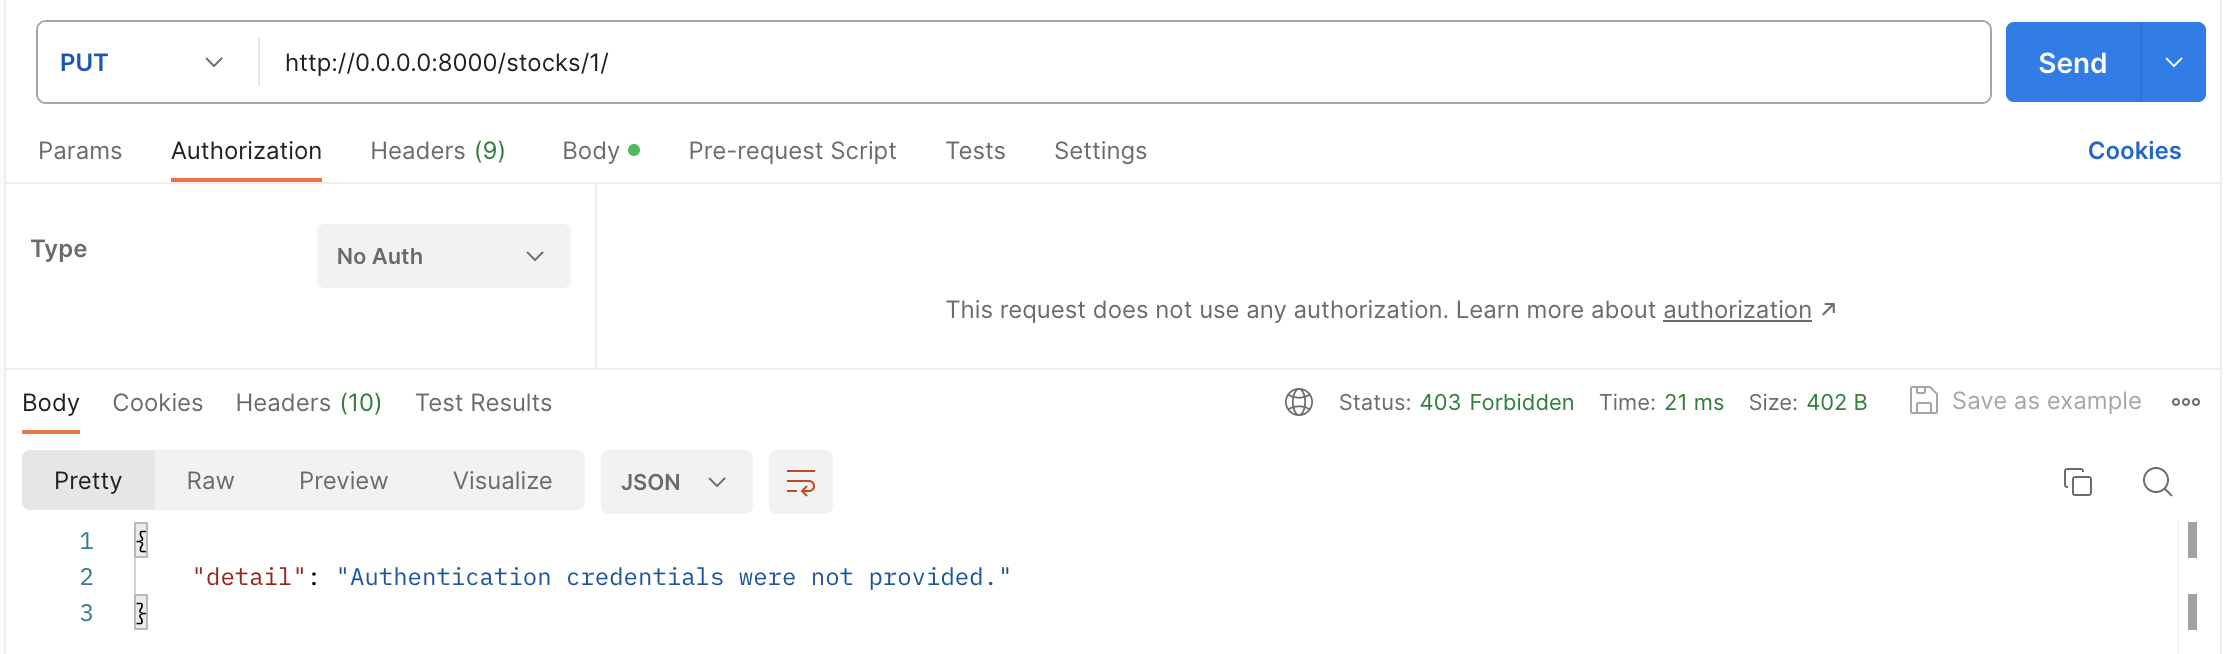 PUT http://0.0.0.0:8000/stocks/1/ Send
Params Authorization Headers (9) Body Pre-request Script Tests Settings Cookies
Type No Auth
This request does not use any authorization. Learn more about authorization ↗
Body Cookies Headers (10) Test Results Status: 403 Forbidden Time: 21 ms Size: 402 B Save as example
Pretty Raw Preview Visualize JSON
1 {
2 "detail": "Authentication credentials were not provided."
3 }